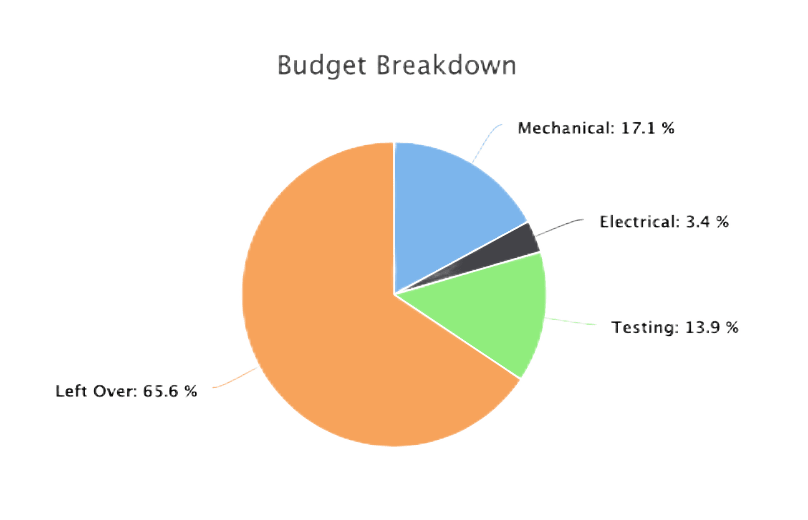 Budget Breakdown
Mechanical: 17.1 %
Electrical: 3.4 %
Testing: 13.9 %
Left Over: 65.6 %